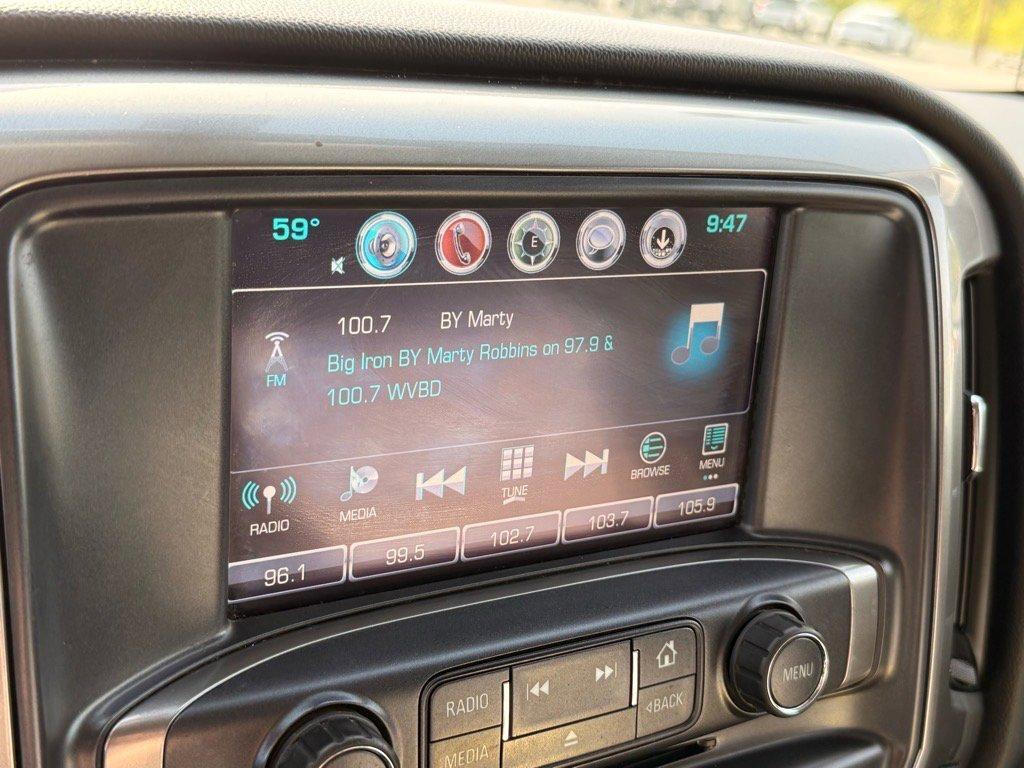 59° E 9:47
100.7 BY Marty
Big Iron BY Marty Robbins on 97.9 &
100.7 WVBD
FM
RADIO MEDIA TUNE BROWSE MENU
96.1 99.5 102.7 103.7 105.9
RADIO MENU
MEDIA BACK